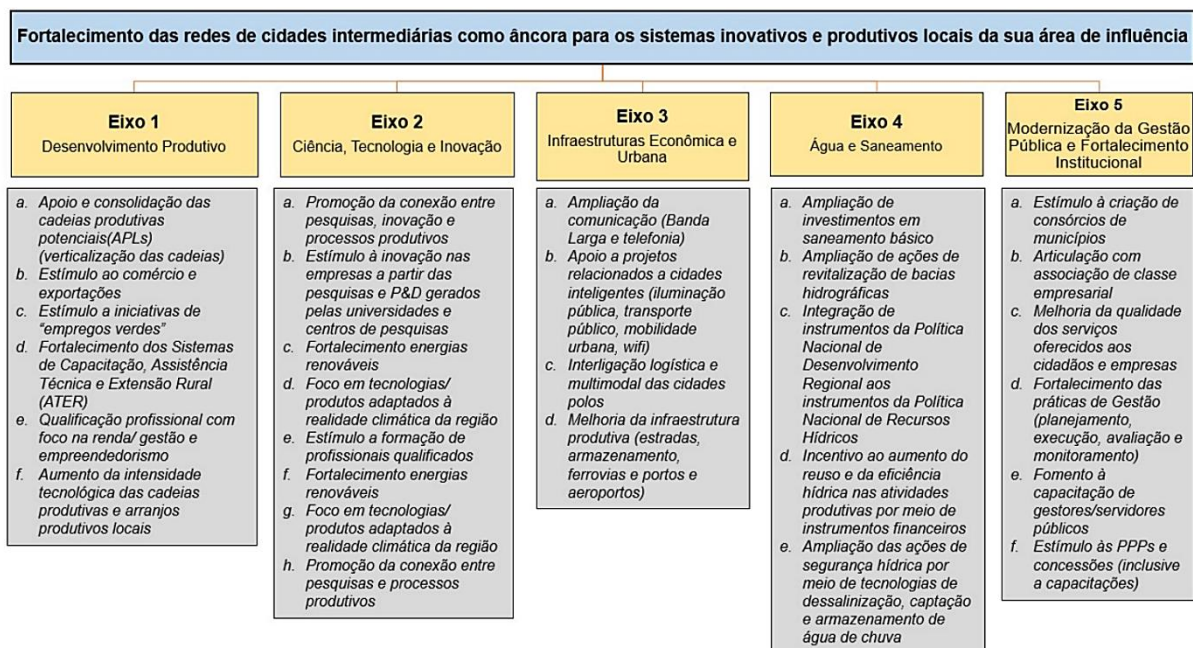 Fortalecimento das redes de cidades intermediárias como âncora para os sistemas inovativos e produtivos locais da sua área de influência
Eixo 1
Desenvolvimento Produtivo
a. Apoio e consolidação das
cadeias produtivas
potenciais(APLs)
(verticalização das cadeias)
b. Estímulo ao comércio e
exportações
c. Estímulo a iniciativas de
“empregos verdes”
d. Fortalecimento dos Sistemas
de Capacitação, Assistência
Técnica e Extensão Rural
(ATER)
e. Qualificação profissional com
foco na renda/ gestão e
empreendedorismo
f. Aumento da intensidade
tecnológica das cadeias
produtivas e arranjos
produtivos locais
Eixo 2
Ciência, Tecnologia e Inovação
a. Promoção da conexão entre
pesquisas, inovação e
processos produtivos
b. Estímulo à inovação nas
empresas a partir das
pesquisas e P&D gerados
pelas universidades e
centros de pesquisas
c. Fortalecimento energias
renováveis
d. Foco em tecnologias/
produtos adaptados à
realidade climática da região
e. Estímulo a formação de
profissionais qualificados
f. Fortalecimento energias
renováveis
g. Foco em tecnologias/
produtos adaptados à
realidade climática da região
h. Promoção da conexão entre
pesquisas e processos
produtivos
Eixo 3
Infraestruturas Econômica e
Urbana
a. Ampliação da
comunicação (Banda
Larga e telefonia)
b. Apoio a projetos
relacionados a cidades
inteligentes (iluminação
pública, transporte
público, mobilidade
urbana, wifi)
c. Interligação logística e
multimodal das cidades
polos
d. Melhoria da infraestrutura
produtiva (estradas,
armazenamento,
ferrovias e portos e
aeroportos)
Eixo 4
Água e Saneamento
a. Ampliação de
investimentos em
saneamento básico
b. Ampliação de ações de
revitalização de bacias
hidrográficas
c. Integração de
instrumentos da Política
Nacional de
Desenvolvimento
Regional aos
instrumentos da Política
Nacional de Recursos
Hídricos
d. Incentivo ao aumento do
reuso e da eficiência
hídrica nas atividades
produtivas por meio de
instrumentos financeiros
e. Ampliação das ações de
segurança hídrica por
meio de tecnologias de
dessalinização, captação
e armazenamento de
água de chuva
Eixo 5
Modernização da Gestão
Pública e Fortalecimento
Institucional
a. Estímulo à criação de
consórcios de
municípios
b. Articulação com
associação de classe
empresarial
c. Melhoria da qualidade
dos serviços
oferecidos aos
cidadãos e empresas
d. Fortalecimento das
práticas de Gestão
(planejamento,
execução, avaliação e
monitoramento)
e. Fomento à
capacitação de
gestores/servidores
públicos
f. Estímulo às PPPs e
concessões (inclusive
a capacitações)